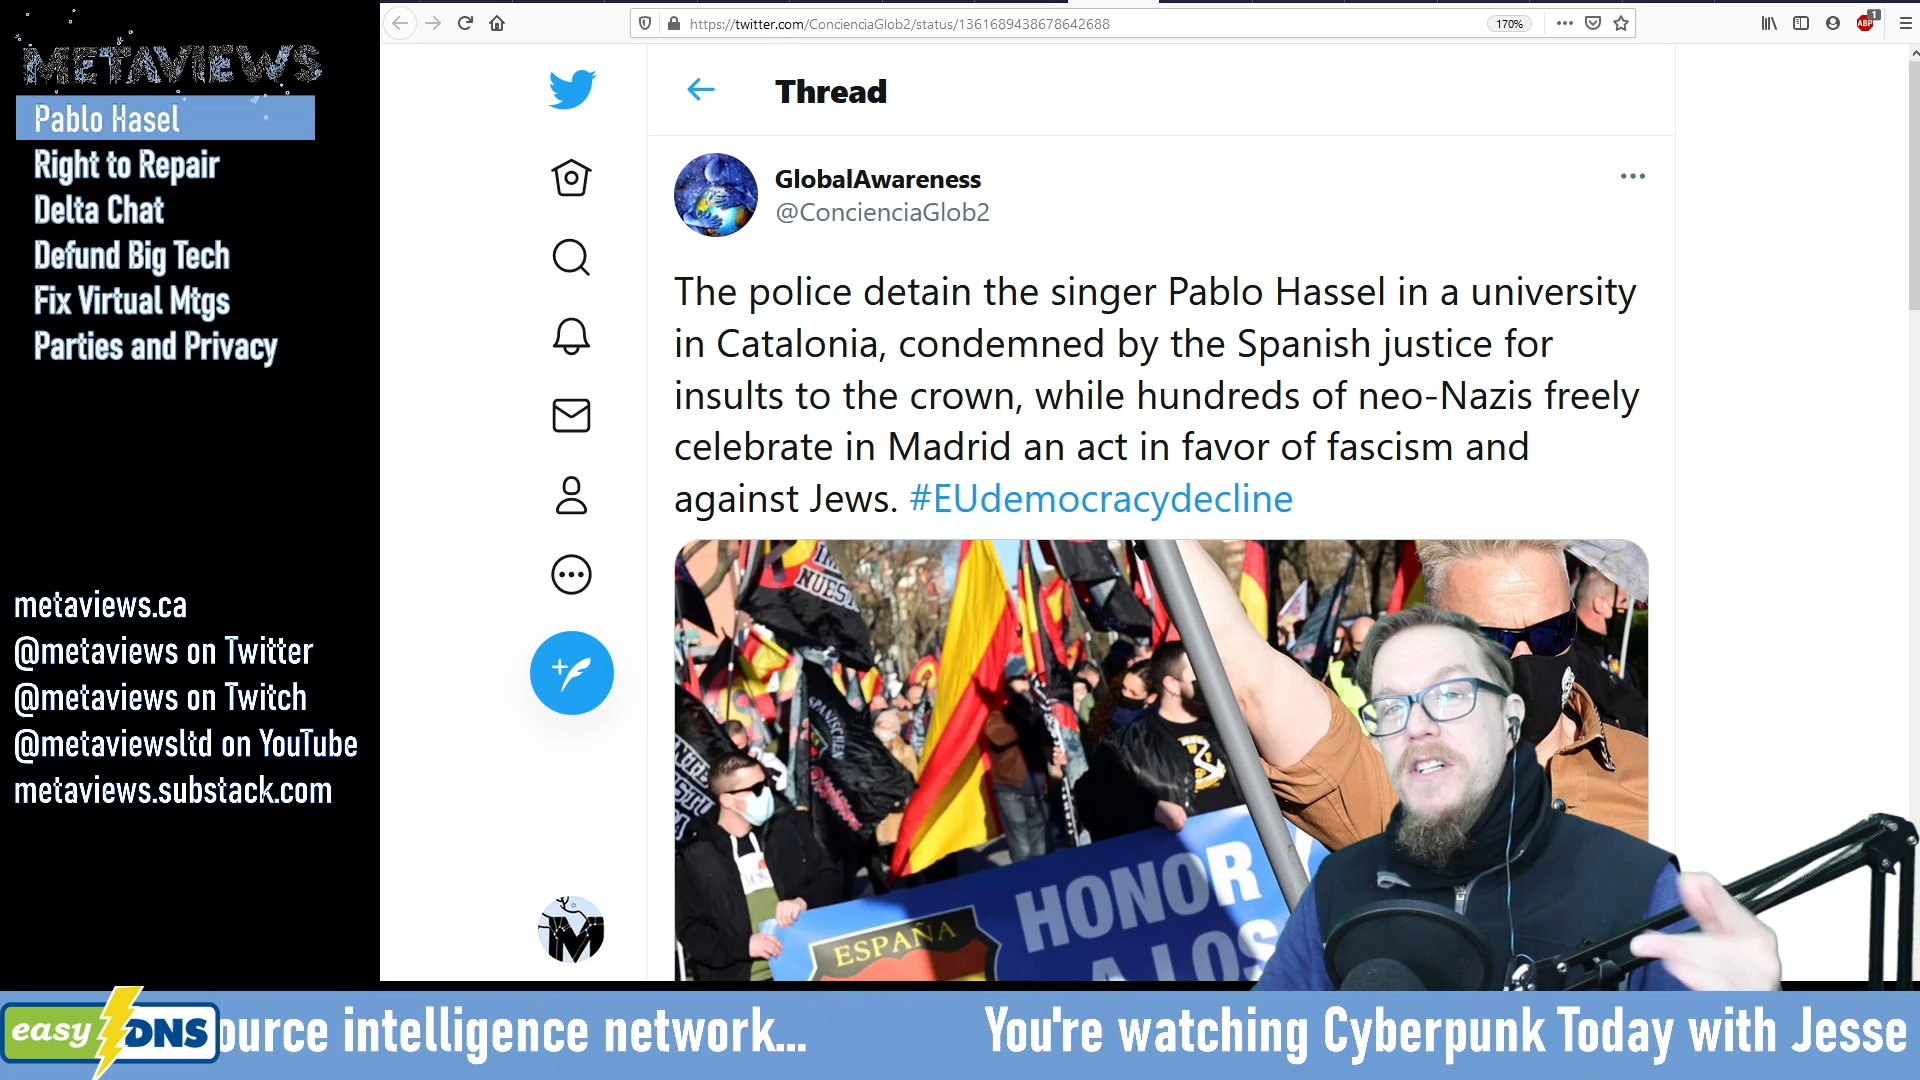 METAVIEWS
Pablo Hasel
Right to Repair
Delta Chat
Defund Big Tech
Fix Virtual Mtgs
Parties and Privacy
metaviews.ca
@metaviews on Twitter
@metaviews on Twitch
@metaviewsltd on YouTube
metaviews.substack.com
https://twitter.com/ConcienciaGlob2/status/1361689438678642688
170%
ABP
1
Thread
GlobalAwareness
@ConcienciaGlob2
The police detain the singer Pablo Hassel in a university
in Catalonia, condemned by the Spanish justice for
insults to the crown, while hundreds of neo-Nazis freely
celebrate in Madrid an act in favor of fascism and
against Jews. #EUdemocracydecline
ESPAÑA
HONOR
A LOS
M
easyDNS
ource intelligence network...
You're watching Cyberpunk Today with Jesse